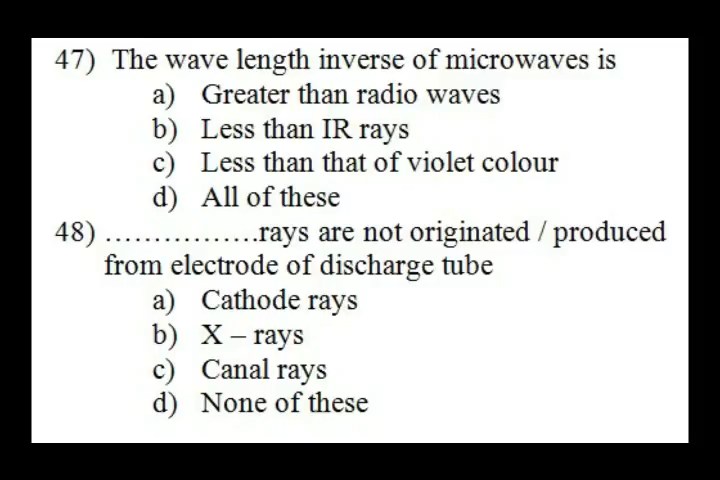 47) The wave length inverse of microwaves is
a) Greater than radio waves
b) Less than IR rays
c) Less than that of violet colour
d) All of these
48) ................rays are not originated / produced
from electrode of discharge tube
a) Cathode rays
b) X – rays
c) Canal rays
d) None of these